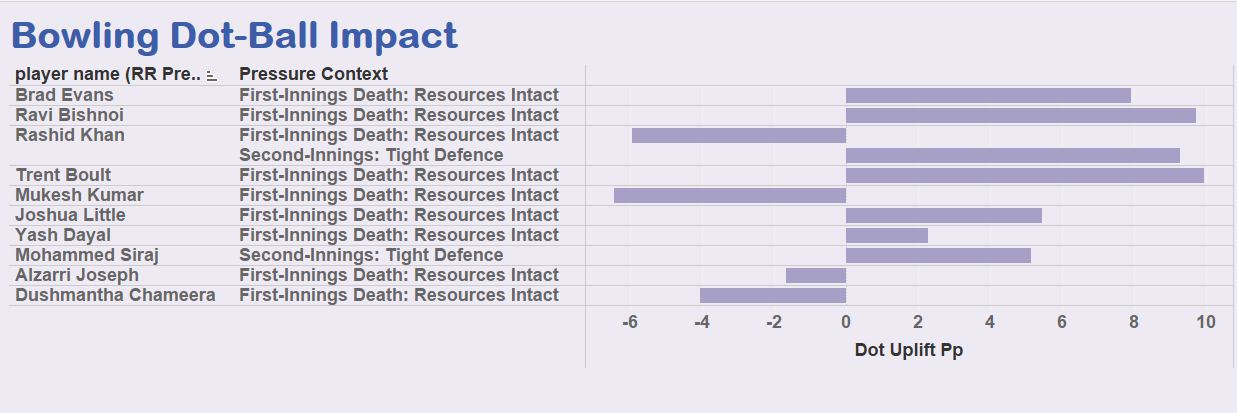 Bowling Dot-Ball Impact
player name (RR Pre.. Pressure Context
Brad Evans First-Innings Death: Resources Intact
Ravi Bishnoi First-Innings Death: Resources Intact
Rashid Khan First-Innings Death: Resources Intact
Second-Innings: Tight Defence
Trent Boult First-Innings Death: Resources Intact
Mukesh Kumar First-Innings Death: Resources Intact
Joshua Little First-Innings Death: Resources Intact
Yash Dayal First-Innings Death: Resources Intact
Mohammed Siraj Second-Innings: Tight Defence
Alzarri Joseph First-Innings Death: Resources Intact
Dushmantha Chameera First-Innings Death: Resources Intact
-6 -4 -2 0 2 4 6 8 10
Dot Uplift Pp